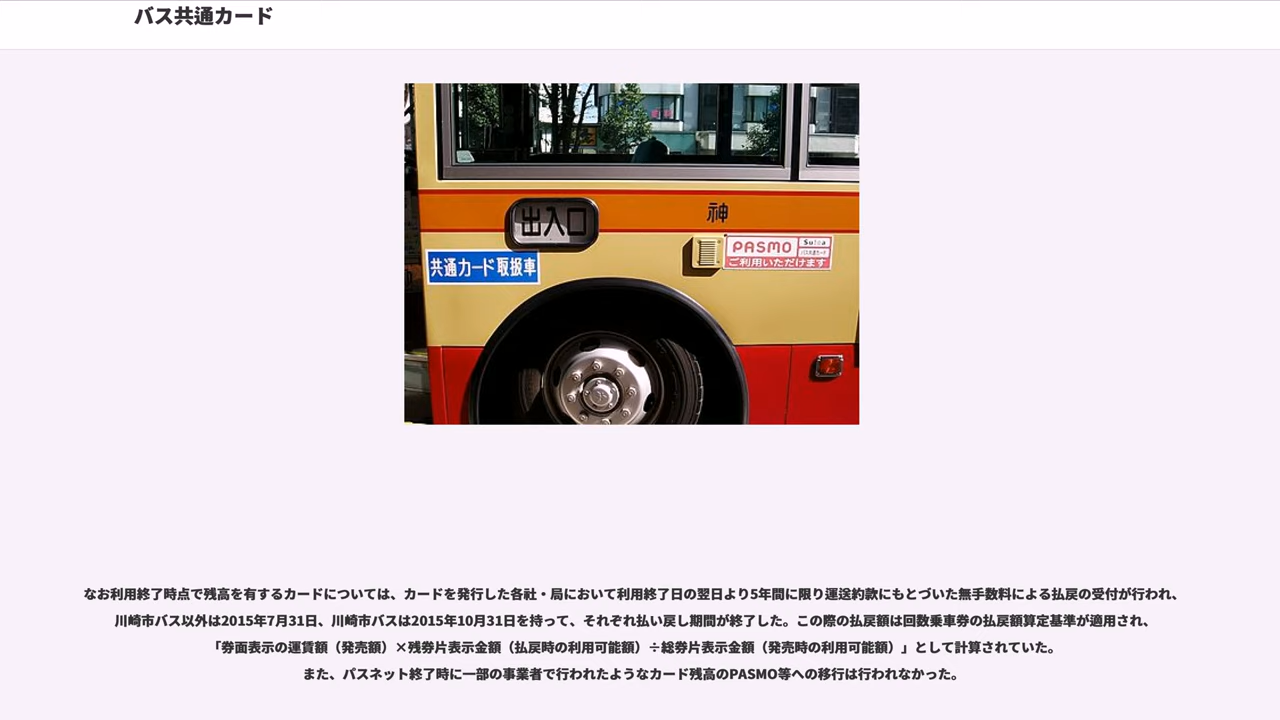 バス共通カード
出入口
神
共通カード取扱車
PASMO
Suica
バス共通カード
ご利用いただけます
なお利用終了時点で残高を有するカードについては、カードを発行した各社・局において利用終了日の翌日より5年間に限り運送約款にもとづいた無手数料による払戻の受付が行われ、
川崎市バス以外は2015年7月31日、川崎市バスは2015年10月31日を持って、それぞれ払い戻し期間が終了した。この際の払戻額は回数乗車券の払戻額算定基準が適用され、
「券面表示の運賃額（発売額）×残券片表示金額（払戻時の利用可能額）÷総券片表示金額（発売時の利用可能額）」として計算されていた。
また、パスネット終了時に一部の事業者で行われたようなカード残高のPASMO等への移行は行われなかった。